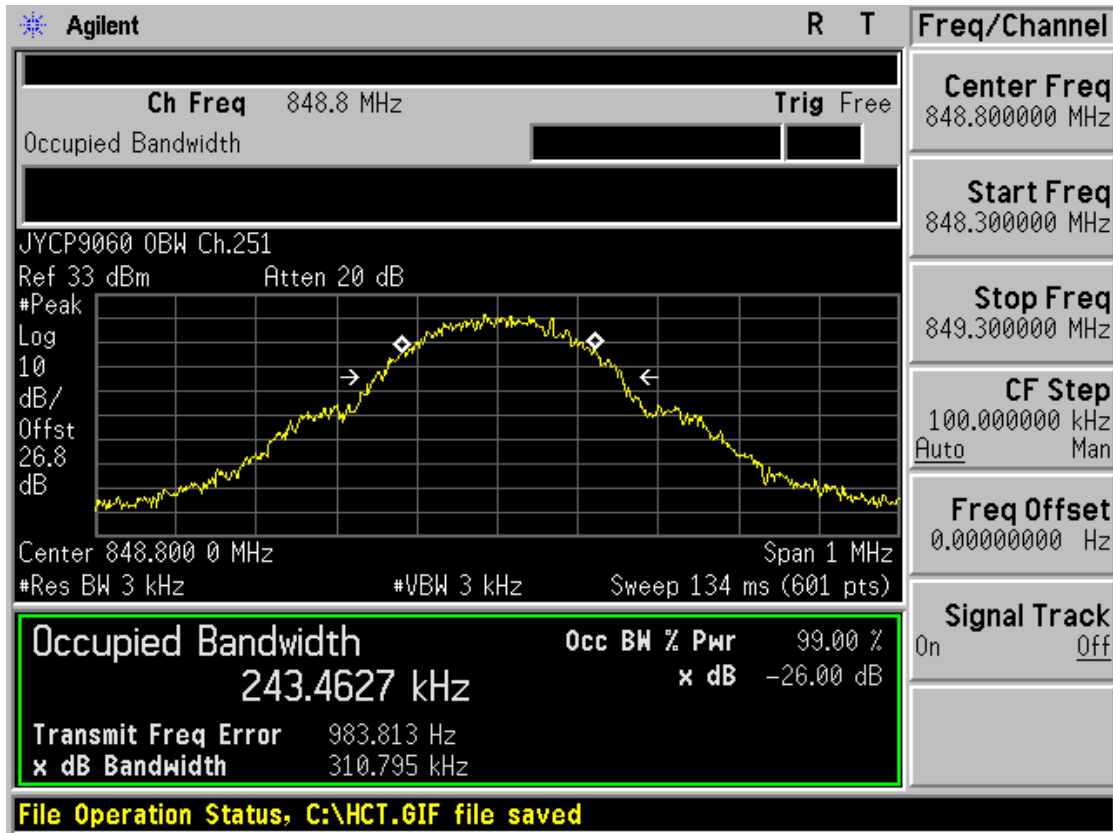 Agilent R T
Ch Freq 848.8 MHz Trig Free
Occupied Bandwidth
JYCP9060 OBW Ch.251
Ref 33 dBm Atten 20 dB
#Peak
Log
10
dB/
Offst
26.8
dB
Center 848.800 0 MHz Span 1 MHz
#Res BW 3 kHz #VBW 3 kHz Sweep 134 ms (601 pts)
Occupied Bandwidth Occ BW % Pwr 99.00 %
243.4627 kHz x dB -26.00 dB
Transmit Freq Error 983.813 Hz
x dB Bandwidth 310.795 kHz
File Operation Status, C:\HCT.GIF file saved
Freq/Channel
Center Freq
848.800000 MHz
Start Freq
848.300000 MHz
Stop Freq
849.300000 MHz
CF Step
100.000000 kHz
Auto Man
Freq Offset
0.00000000 Hz
Signal Track
On Off